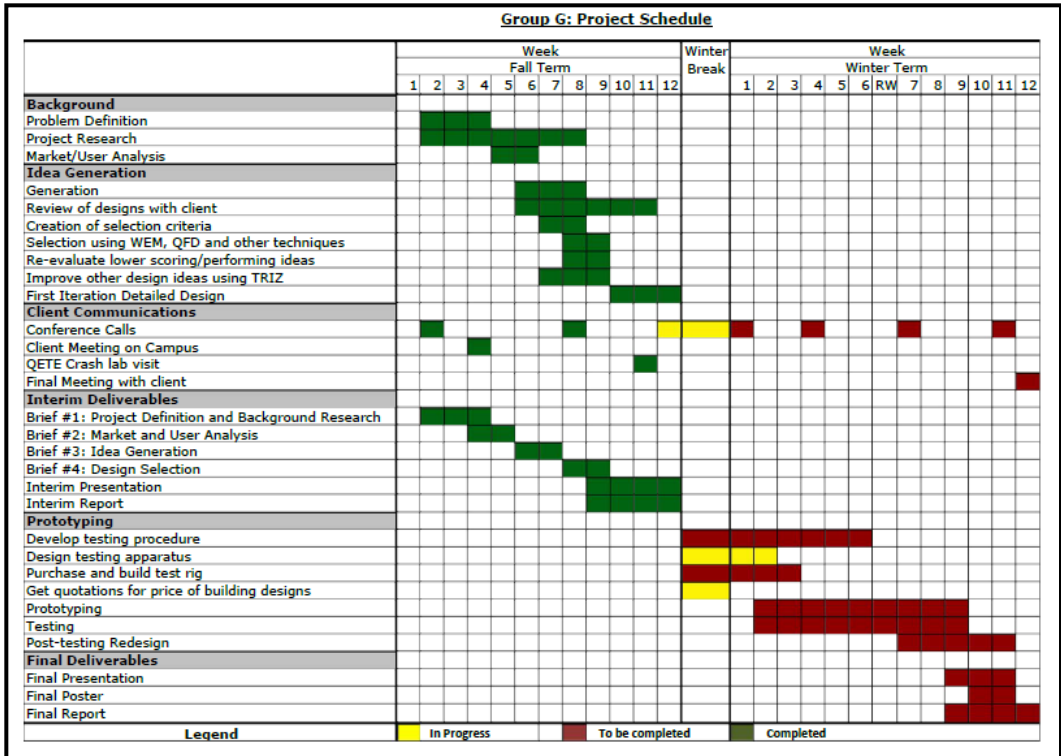 Group G: Project Schedule
Week Winter Week
Fall Term Break Winter Term
1 2 3 4 5 6 7 8 9 10 11 12 1 2 3 4 5 6 RW 7 8 9 10 11 12
Background
Problem Definition
Project Research
Market/User Analysis
Idea Generation
Generation
Review of designs with client
Creation of selection criteria
Selection using WEM, QFD and other techniques
Re-evaluate lower scoring/performing ideas
Improve other design ideas using TRIZ
First Iteration Detailed Design
Client Communications
Conference Calls
Client Meeting on Campus
QETE Crash lab visit
Final Meeting with client
Interim Deliverables
Brief #1: Project Definition and Background Research
Brief #2: Market and User Analysis
Brief #3: Idea Generation
Brief #4: Design Selection
Interim Presentation
Interim Report
Prototyping
Develop testing procedure
Design testing apparatus
Purchase and build test rig
Get quotations for price of building designs
Prototyping
Testing
Post-testing Redesign
Final Deliverables
Final Presentation
Final Poster
Final Report
Legend In Progress To be completed Completed